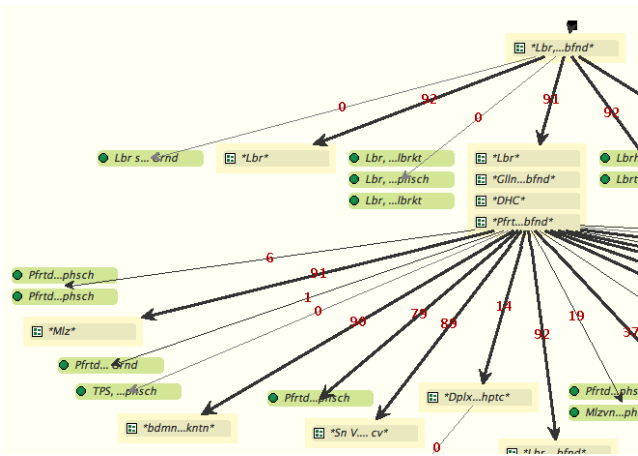 *Lbr,...bfnd*
0
92
0
91
92
Lbr s... Grnd
*Lbr*
Lbr, ...lbrkt
Lbr, ...phsch
Lbr, ...lbrkt
*Lbr*
*Glln...bfnd*
*DHC*
*Pfrt...bfnd*
Lbrh
Lbrt
6
91
1
0
90
79
89
14
92
19
37
Pfrtd...phsch
Pfrtd...phsch
*Mlz*
Pfrtd... Grnd
TPS, ...phsch
Pfrtd...phsch
*Dplx...hptc*
Pfrtd...phs
Mlzvn...ph
*bdmn...kntn*
*Sn V.... cv*
0
*Lbr...bfnd*